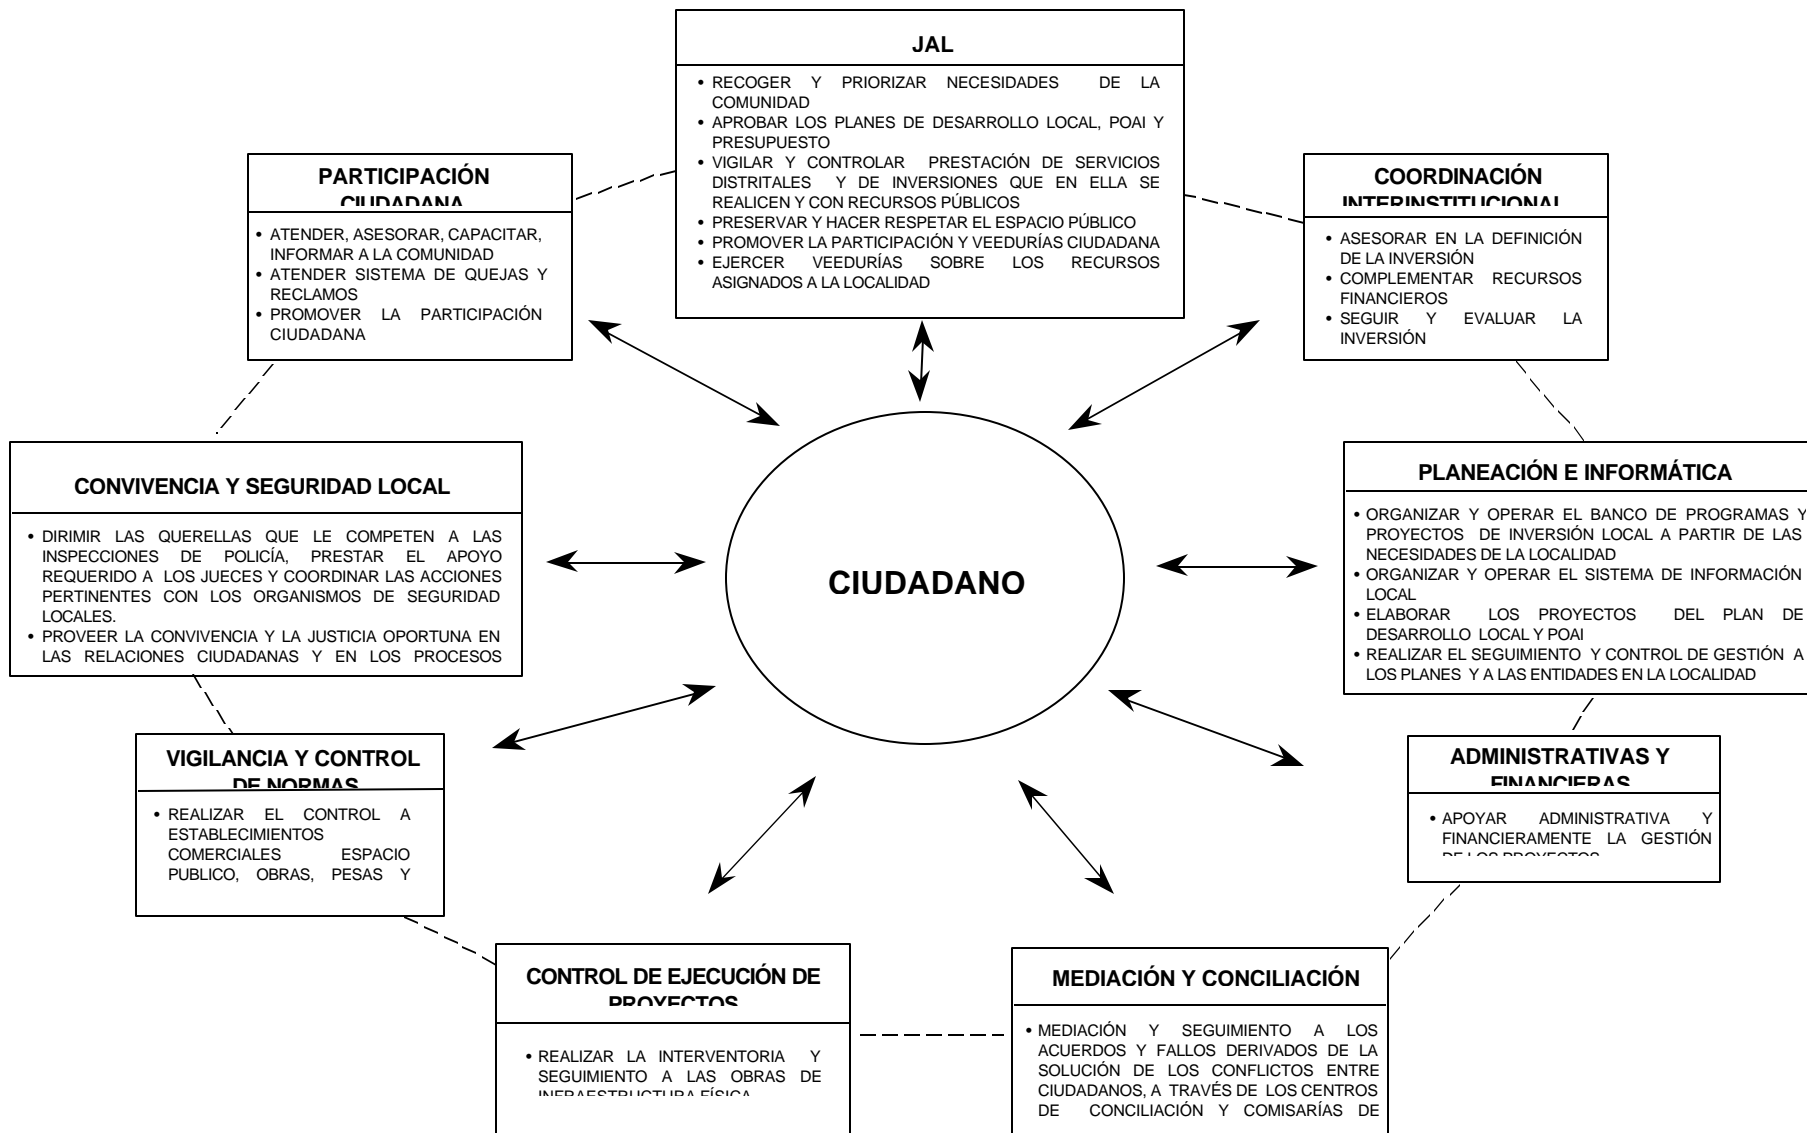 JAL
• RECOGER Y PRIORIZAR NECESIDADES DE LA
COMUNIDAD
• APROBAR LOS PLANES DE DESARROLLO LOCAL, POAI Y
PRESUPUESTO
• VIGILAR Y CONTROLAR PRESTACIÓN DE SERVICIOS
DISTRITALES Y DE INVERSIONES QUE EN ELLA SE
REALICEN Y CON RECURSOS PÚBLICOS
• PRESERVAR Y HACER RESPETAR EL ESPACIO PÚBLICO
• PROMOVER LA PARTICIPACIÓN Y VEEDURÍAS CIUDADANA
• EJERCER VEEDURÍAS SOBRE LOS RECURSOS
ASIGNADOS A LA LOCALIDAD
PARTICIPACIÓN
CIUDADANA
• ATENDER, ASESORAR, CAPACITAR,
INFORMAR A LA COMUNIDAD
• ATENDER SISTEMA DE QUEJAS Y
RECLAMOS
• PROMOVER LA PARTICIPACIÓN
CIUDADANA
COORDINACIÓN
INTERINSTITUCIONAL
• ASESORAR EN LA DEFINICIÓN
DE LA INVERSIÓN
• COMPLEMENTAR RECURSOS
FINANCIEROS
• SEGUIR Y EVALUAR LA
INVERSIÓN
CONVIVENCIA Y SEGURIDAD LOCAL
• DIRIMIR LAS QUERELLAS QUE LE COMPETEN A LAS
INSPECCIONES DE POLICÍA, PRESTAR EL APOYO
REQUERIDO A LOS JUECES Y COORDINAR LAS ACCIONES
PERTINENTES CON LOS ORGANISMOS DE SEGURIDAD
LOCALES.
• PROVEER LA CONVIVENCIA Y LA JUSTICIA OPORTUNA EN
LAS RELACIONES CIUDADANAS Y EN LOS PROCESOS
CIUDADANO
PLANEACIÓN E INFORMÁTICA
• ORGANIZAR Y OPERAR EL BANCO DE PROGRAMAS Y
PROYECTOS DE INVERSIÓN LOCAL A PARTIR DE LAS
NECESIDADES DE LA LOCALIDAD
• ORGANIZAR Y OPERAR EL SISTEMA DE INFORMACIÓN
LOCAL
• ELABORAR LOS PROYECTOS DEL PLAN DE
DESARROLLO LOCAL Y POAI
• REALIZAR EL SEGUIMIENTO Y CONTROL DE GESTIÓN A
LOS PLANES Y A LAS ENTIDADES EN LA LOCALIDAD
VIGILANCIA Y CONTROL
DE NORMAS
• REALIZAR EL CONTROL A
ESTABLECIMIENTOS
COMERCIALES ESPACIO
PUBLICO, OBRAS, PESAS Y
ADMINISTRATIVAS Y
FINANCIERAS
• APOYAR ADMINISTRATIVA Y
FINANCIERAMENTE LA GESTIÓN
DE LOS PROYECTOS
CONTROL DE EJECUCIÓN DE
PROYECTOS
• REALIZAR LA INTERVENTORIA Y
SEGUIMIENTO A LAS OBRAS DE
INFRAESTRUCTURA FÍSICA
MEDIACIÓN Y CONCILIACIÓN
• MEDIACIÓN Y SEGUIMIENTO A LOS
ACUERDOS Y FALLOS DERIVADOS DE LA
SOLUCIÓN DE LOS CONFLICTOS ENTRE
CIUDADANOS, A TRAVÉS DE LOS CENTROS
DE CONCILIACIÓN Y COMISARÍAS DE